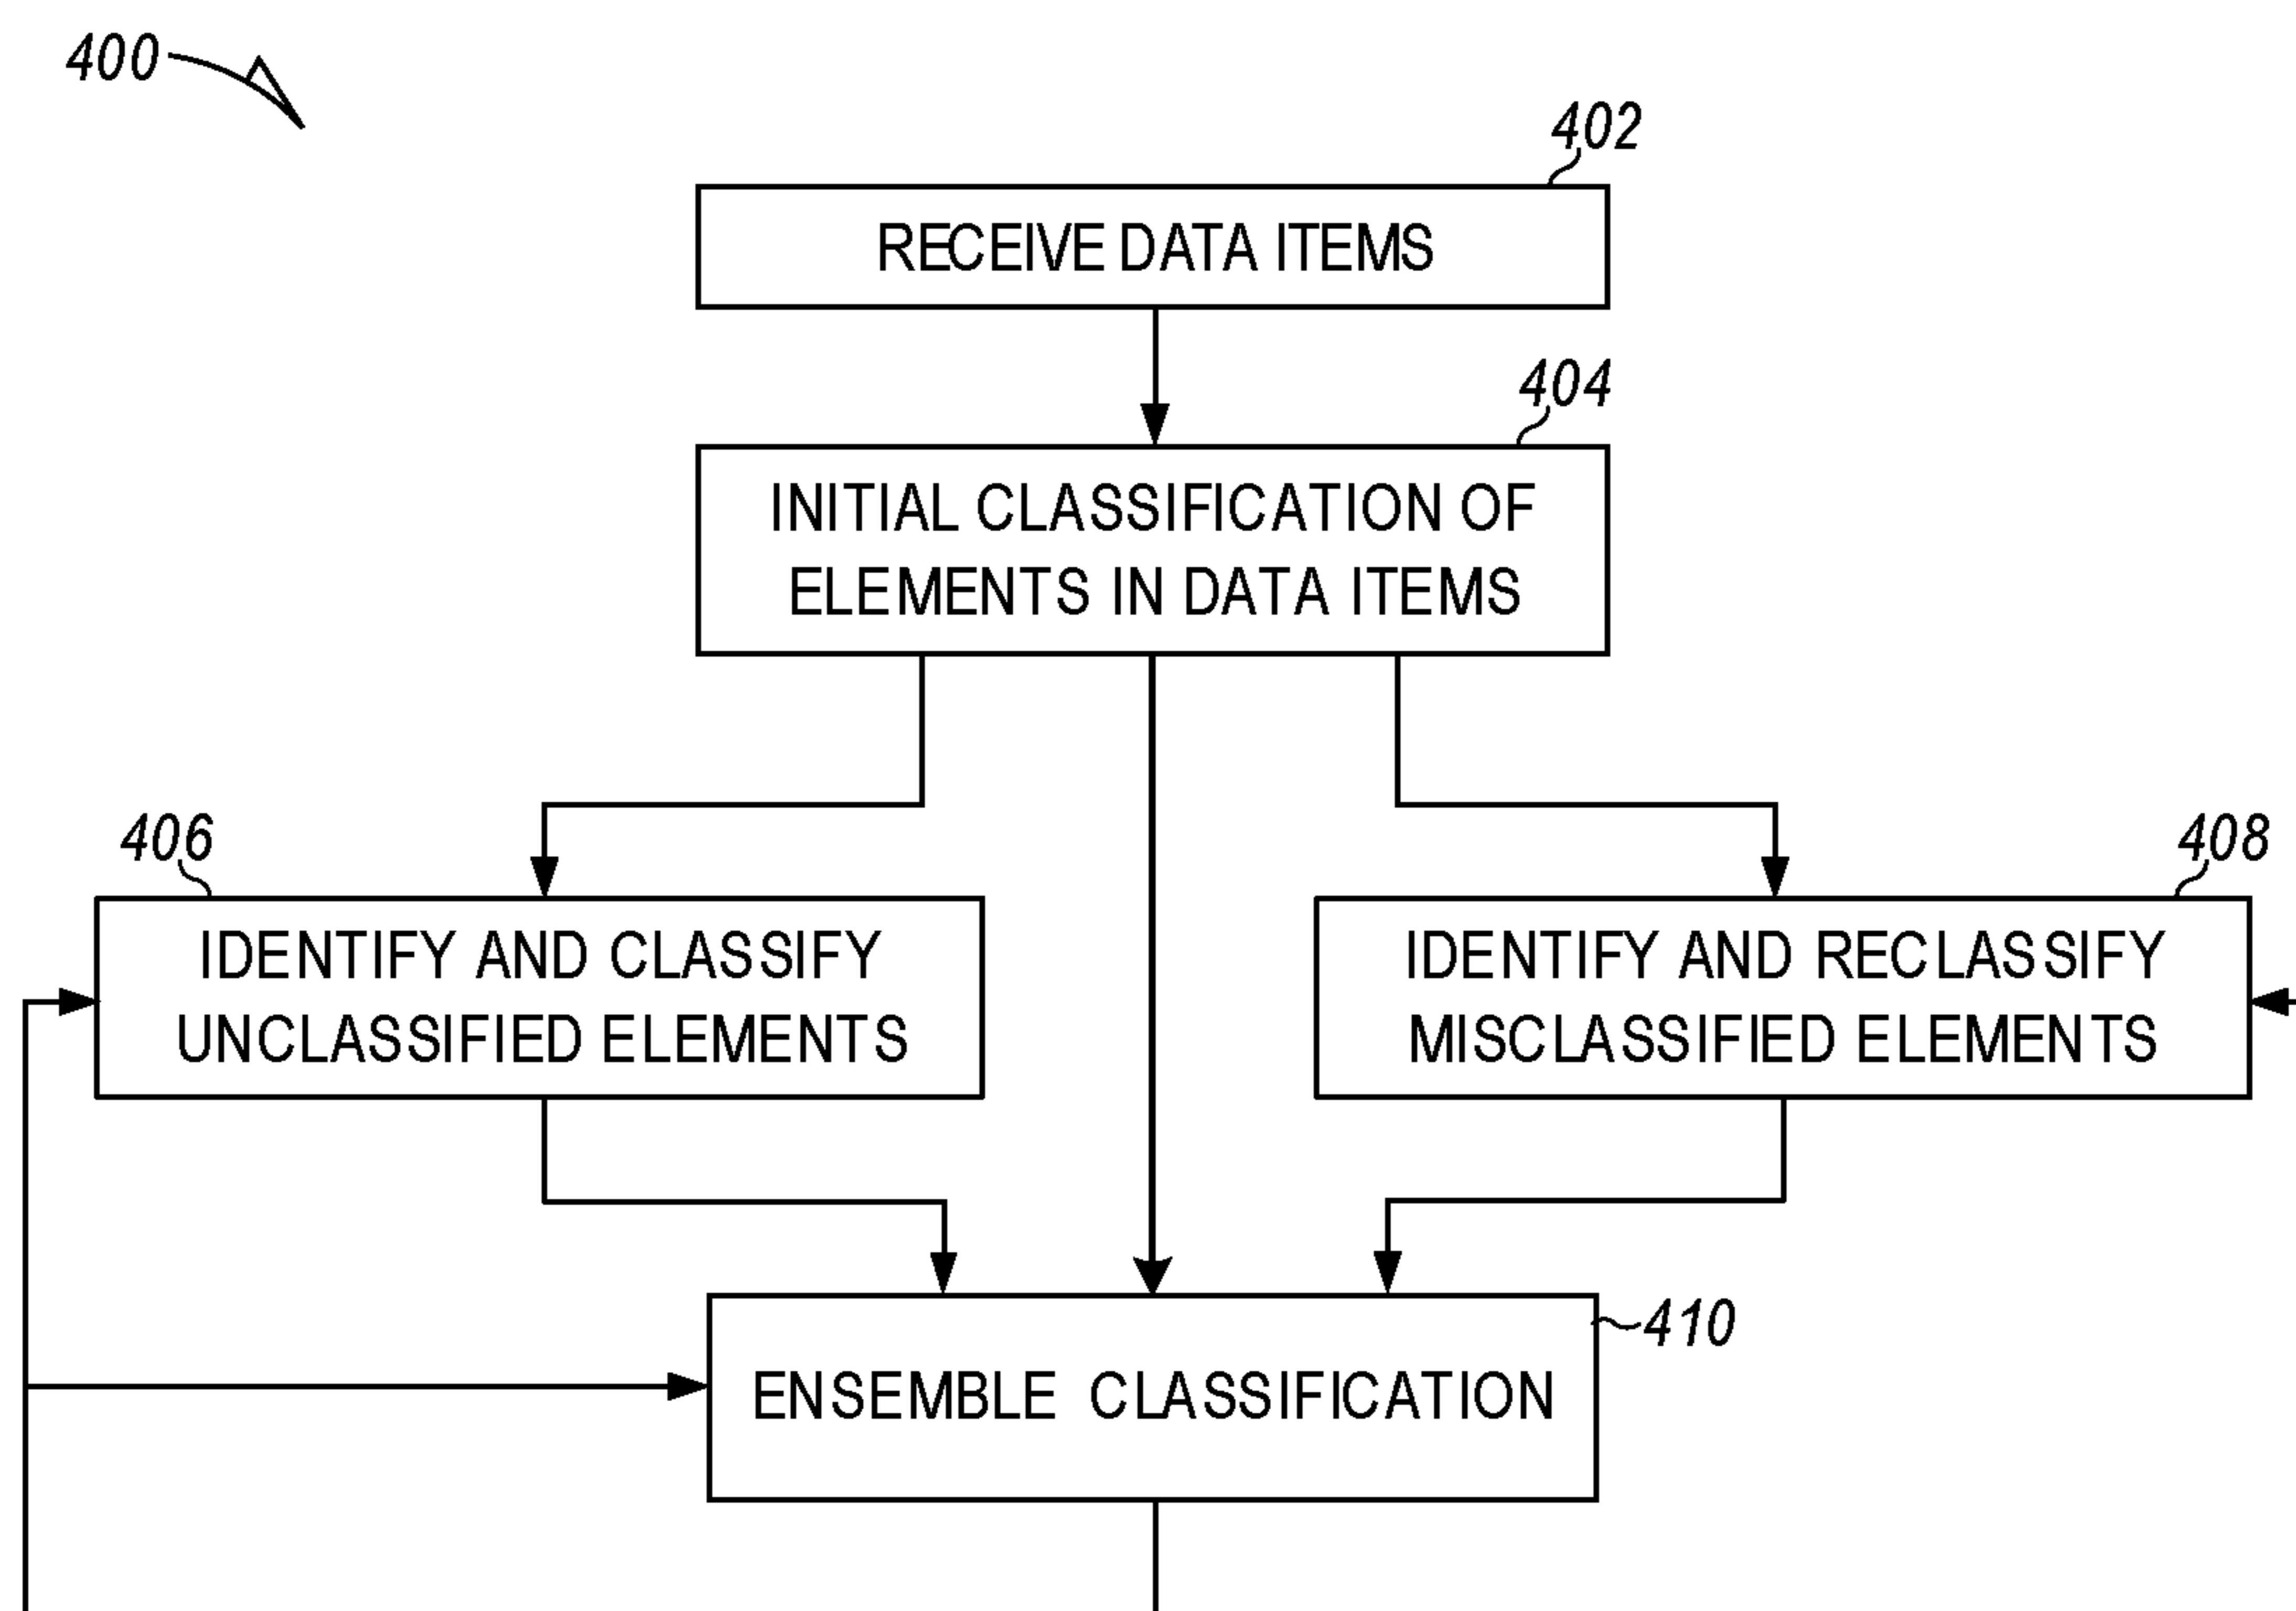 400
402
RECEIVE DATA ITEMS
404
INITIAL CLASSIFICATION OF
ELEMENTS IN DATA ITEMS
406
IDENTIFY AND CLASSIFY
UNCLASSIFIED ELEMENTS
408
IDENTIFY AND RECLASSIFY
MISCLASSIFIED ELEMENTS
410
ENSEMBLE CLASSIFICATION